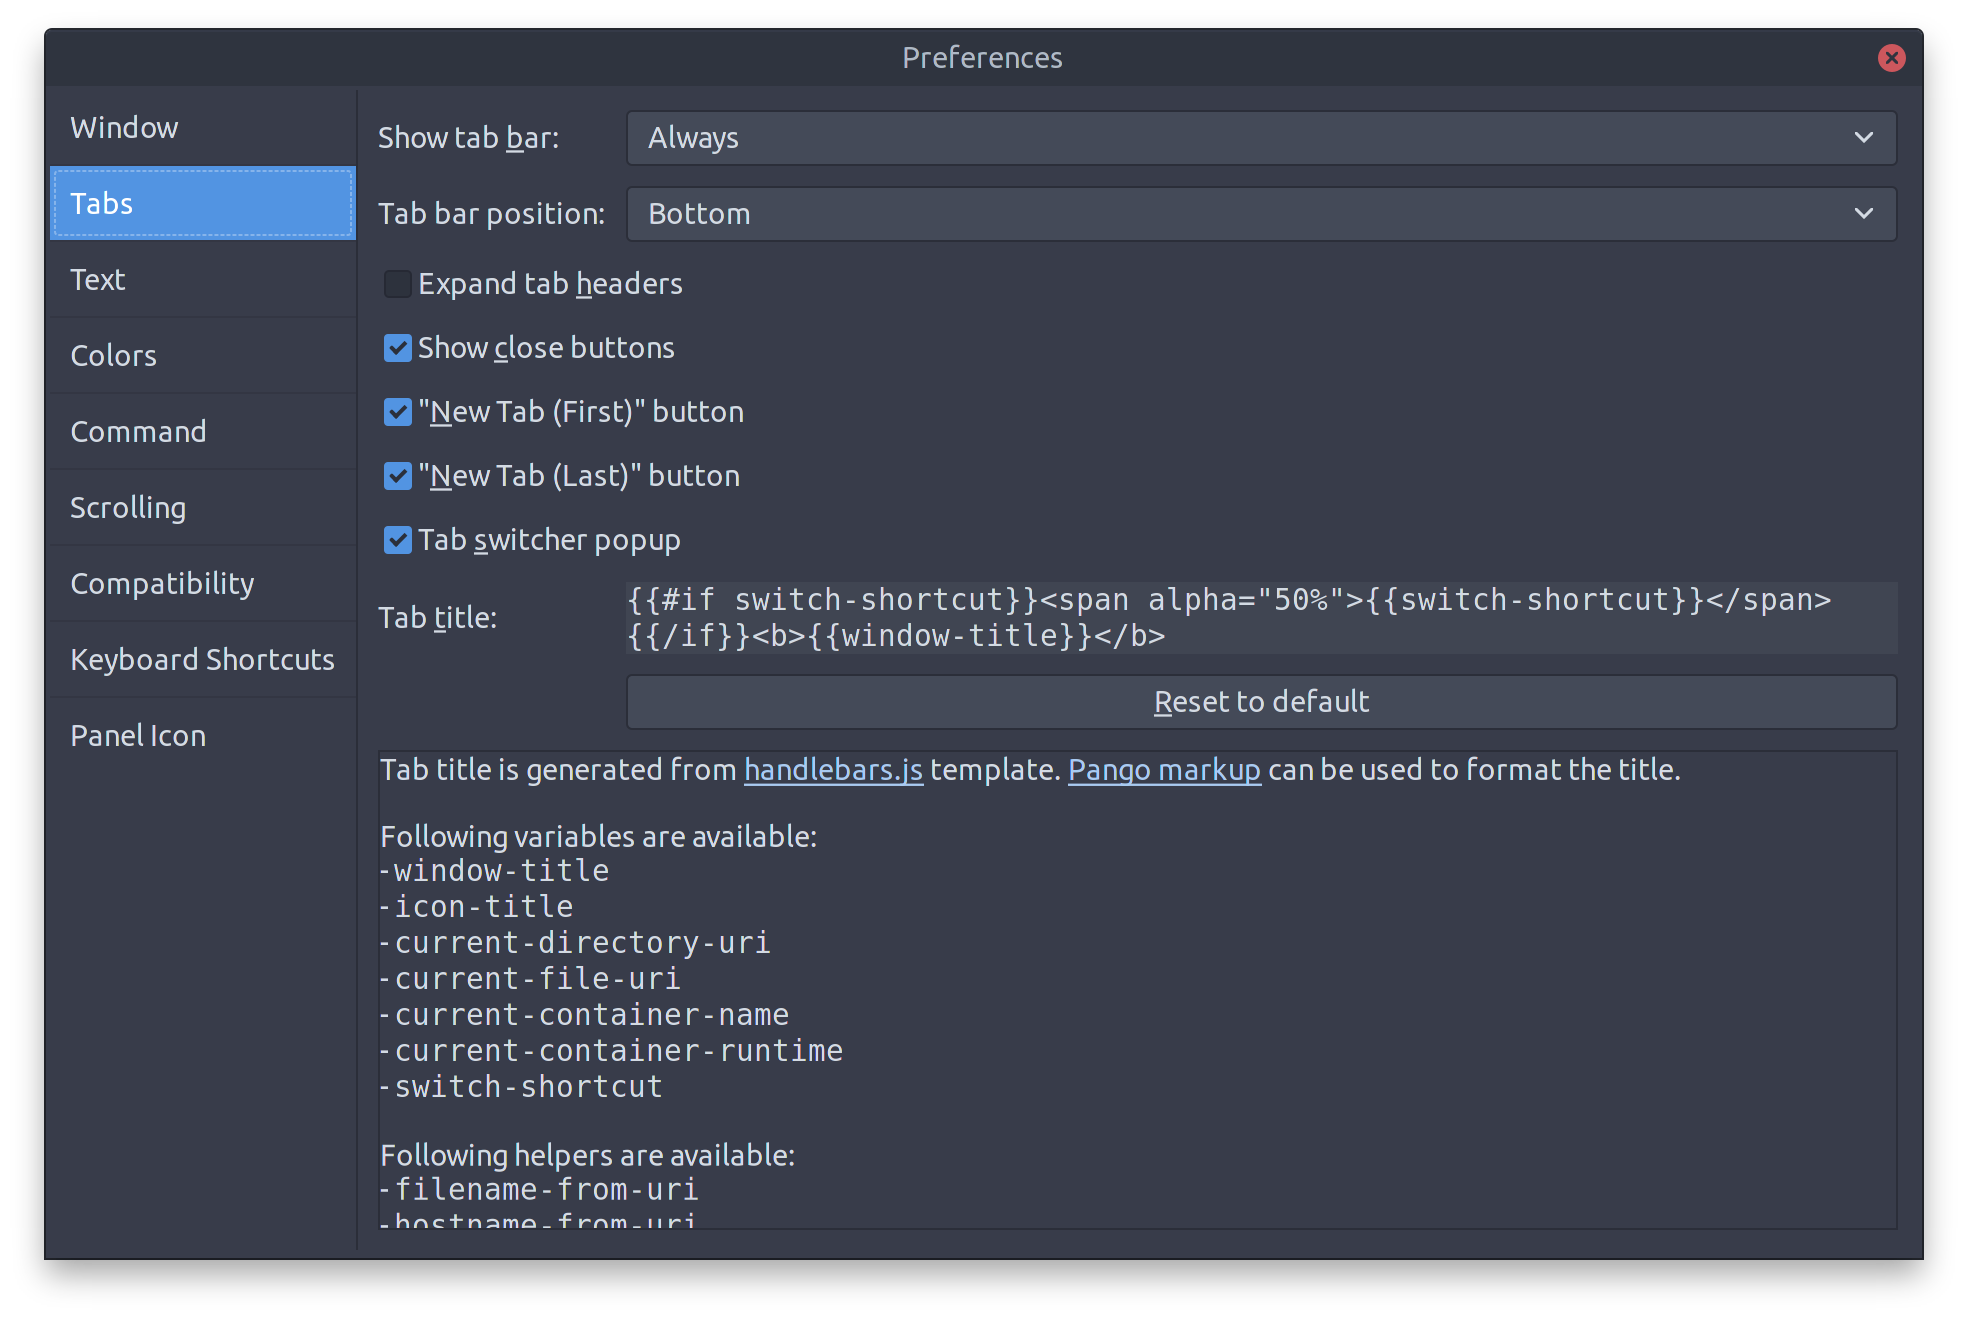 Preferences
Window
Tabs
Text
Colors
Command
Scrolling
Compatibility
Keyboard Shortcuts
Panel Icon
Show tab bar: Always
Tab bar position: Bottom
Expand tab headers
Show close buttons
"New Tab (First)" button
"New Tab (Last)" button
Tab switcher popup
Tab title:
{{#if switch-shortcut}}<span alpha="50%">{{switch-shortcut}}</span>
{{/if}}<b>{{window-title}}</b>
Reset to default
Tab title is generated from handlebars.js template. Pango markup can be used to format the title.
Following variables are available:
-window-title
-icon-title
-current-directory-uri
-current-file-uri
-current-container-name
-current-container-runtime
-switch-shortcut
Following helpers are available:
-filename-from-uri
-hostname-from-uri